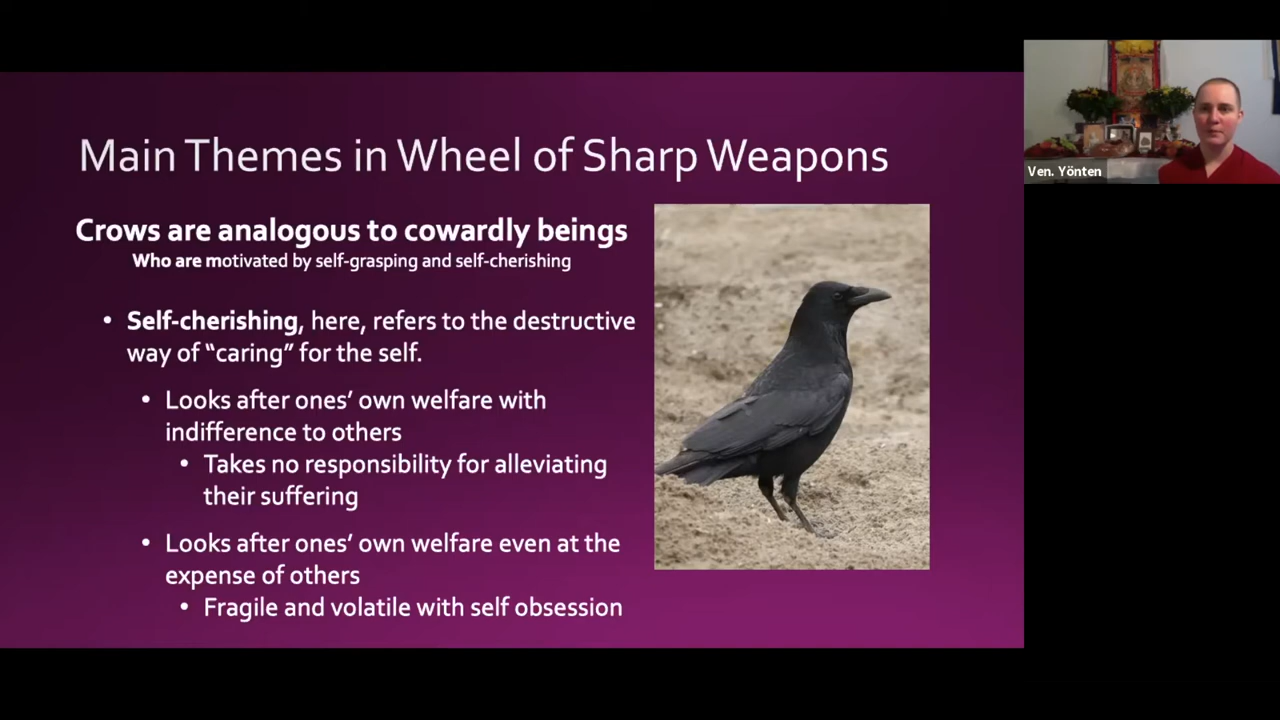 Main Themes in Wheel of Sharp Weapons
Crows are analogous to cowardly beings
Who are motivated by self-grasping and self-cherishing
• Self-cherishing, here, refers to the destructive
way of “caring” for the self.
• Looks after ones’ own welfare with
indifference to others
• Takes no responsibility for alleviating
their suffering
• Looks after ones’ own welfare even at the
expense of others
• Fragile and volatile with self obsession
Ven. Yönten